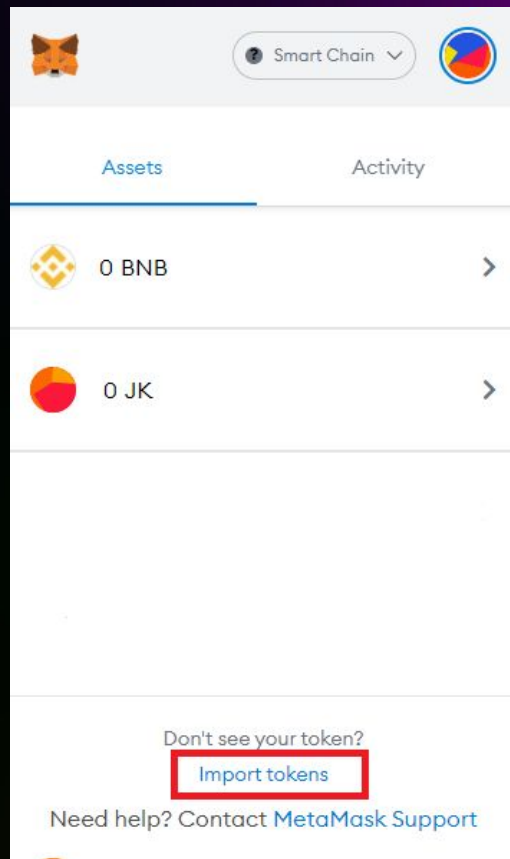 Smart Chain
Assets
Activity
0 BNB
0 JK
Don't see your token?
Import tokens
Need help? Contact MetaMask Support